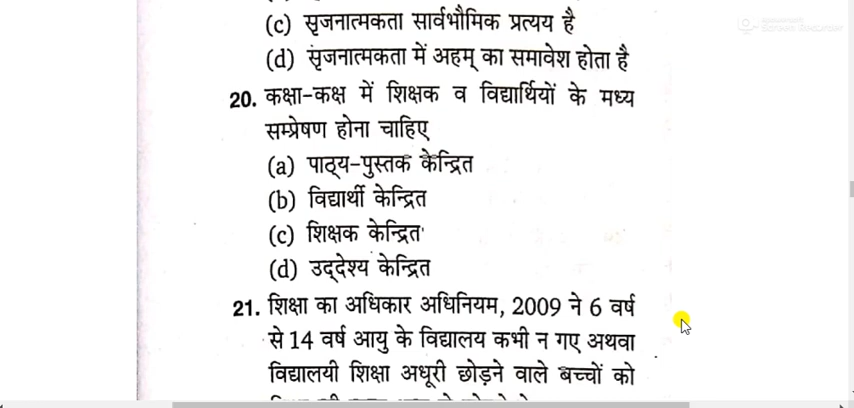 (c) सृजनात्मकता सार्वभौमिक प्रत्यय है
(d) सृजनात्मकता में अहम् का समावेश होता है
20. कक्षा-कक्ष में शिक्षक व विद्यार्थियों के मध्य
सम्प्रेषण होना चाहिए
(a) पाठ्य-पुस्तक केन्द्रित
(b) विद्यार्थी केन्द्रित
(c) शिक्षक केन्द्रित
(d) उद्देश्य केन्द्रित
21. शिक्षा का अधिकार अधिनियम, 2009 ने 6 वर्ष
से 14 वर्ष आयु के विद्यालय कभी न गए अथवा
विद्यालयी शिक्षा अधूरी छोड़ने वाले बच्चों को